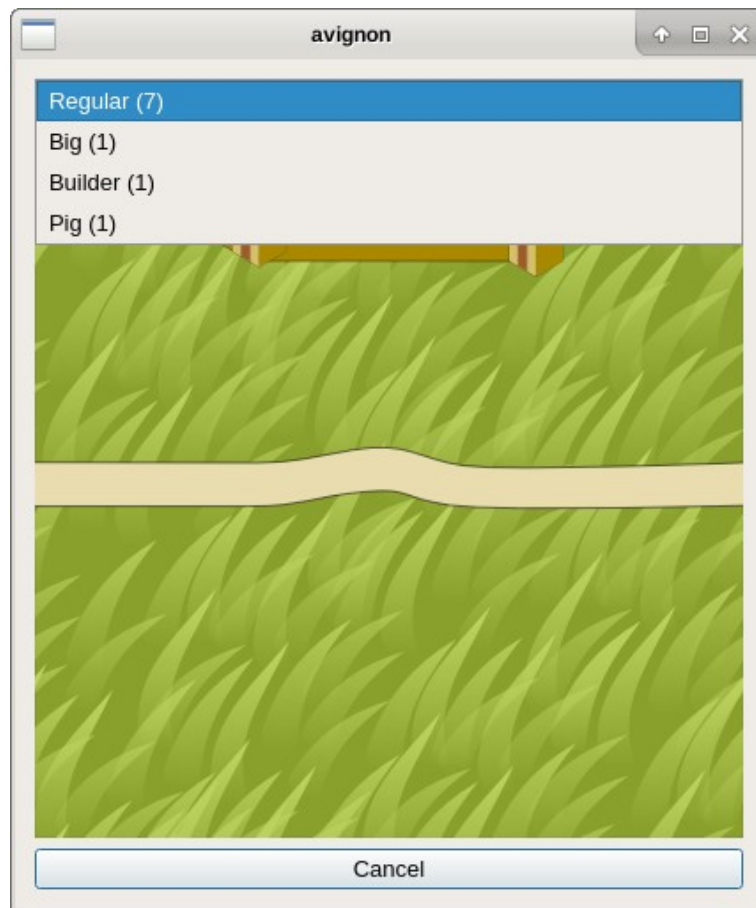 avignon
Regular (7)
Big (1)
Builder (1)
Pig (1)
Cancel